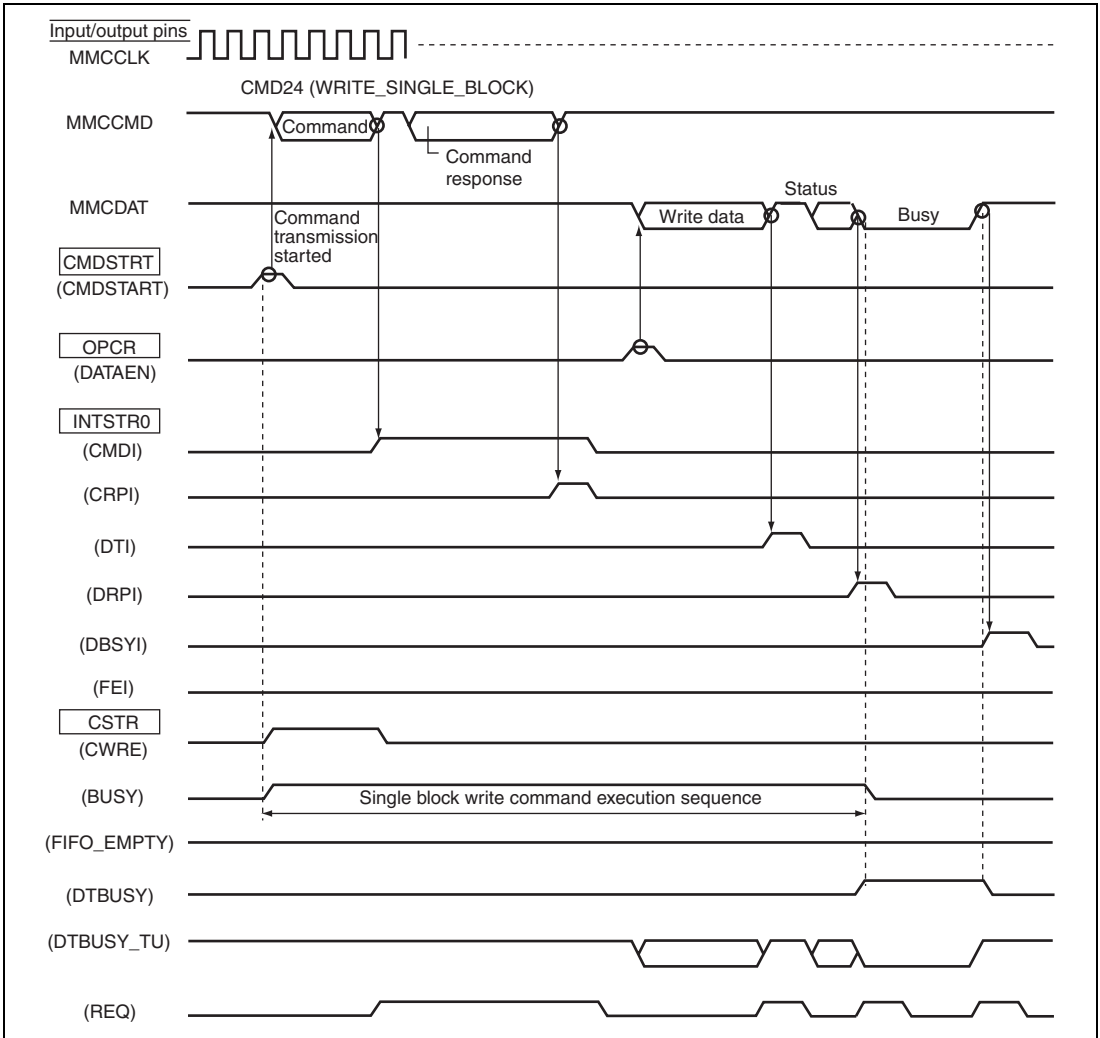 Input/output pins
MMCCLK
CMD24 (WRITE_SINGLE_BLOCK)
MMCCMD
Command
Command
response
Status
MMCDAT
Write data
Busy
Command
transmission
started
CMDSTRT
(CMDSTART)
OPCR
(DATAEN)
INTSTR0
(CMDI)
(CRPI)
(DTI)
(DRPI)
(DBSYI)
(FEI)
CSTR
(CWRE)
(BUSY)
Single block write command execution sequence
(FIFO_EMPTY)
(DTBUSY)
(DTBUSY_TU)
(REQ)